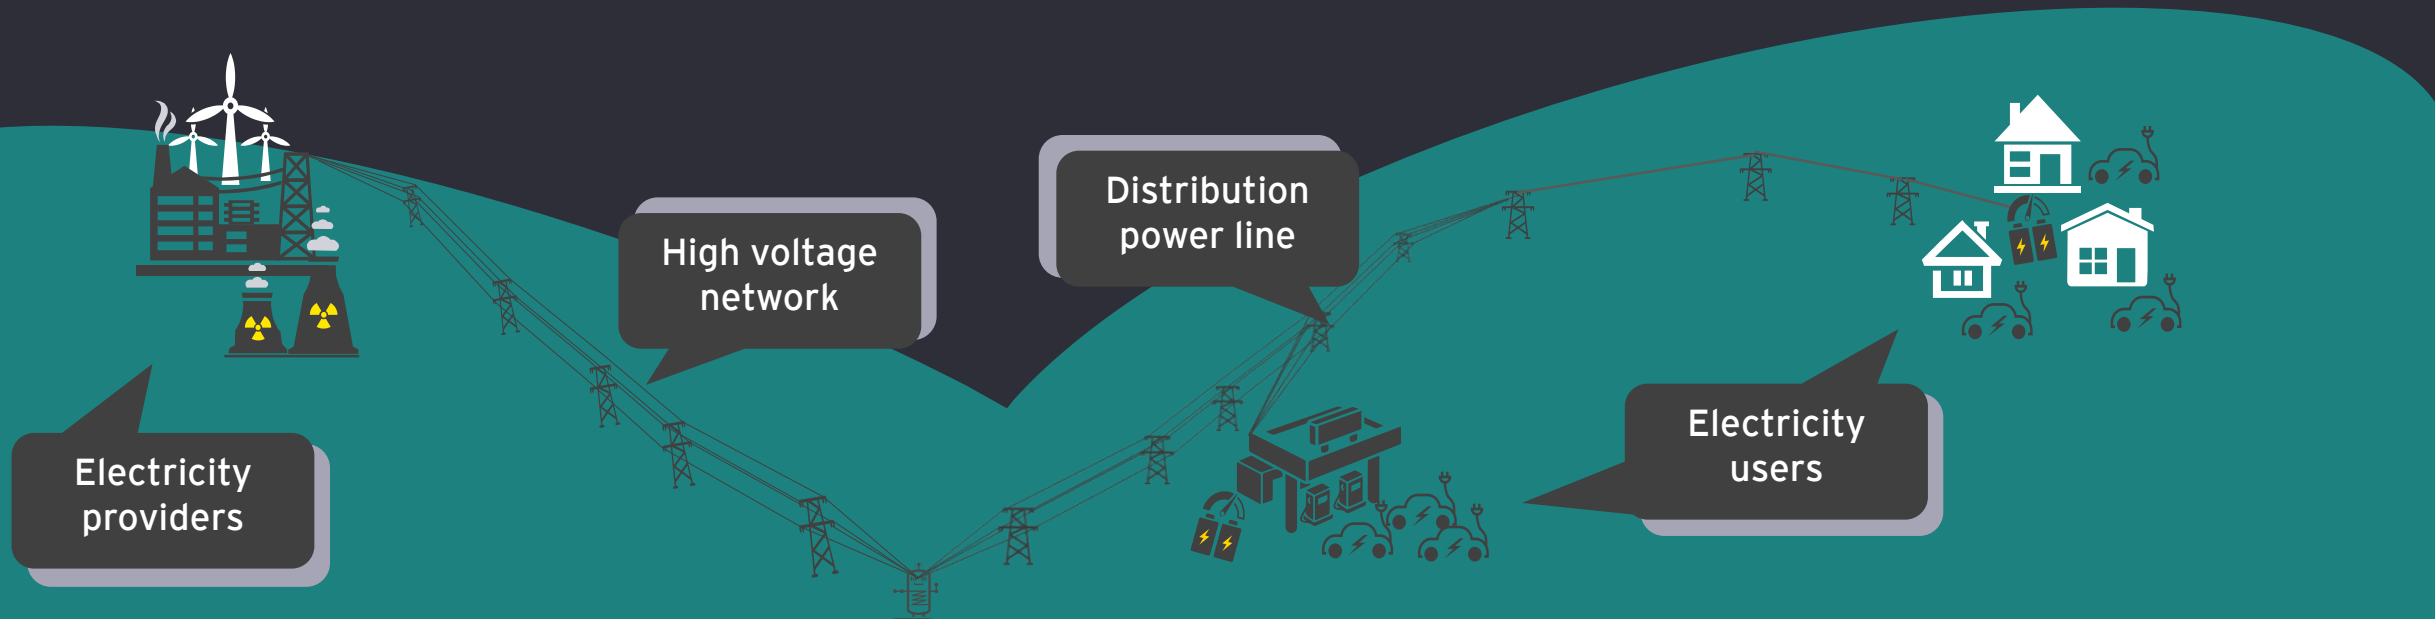 Electricity
providers
High voltage
network
Distribution
power line
Electricity
users